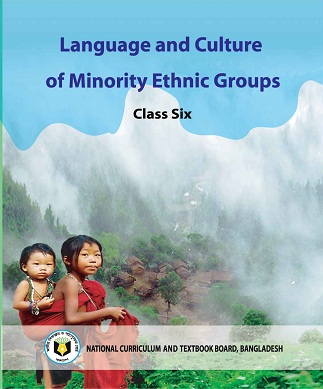 Language and Culture
of Minority Ethnic Groups
Class Six
NATIONAL CURRICULUM AND TEXTBOOK BOARD, BANGLADESH